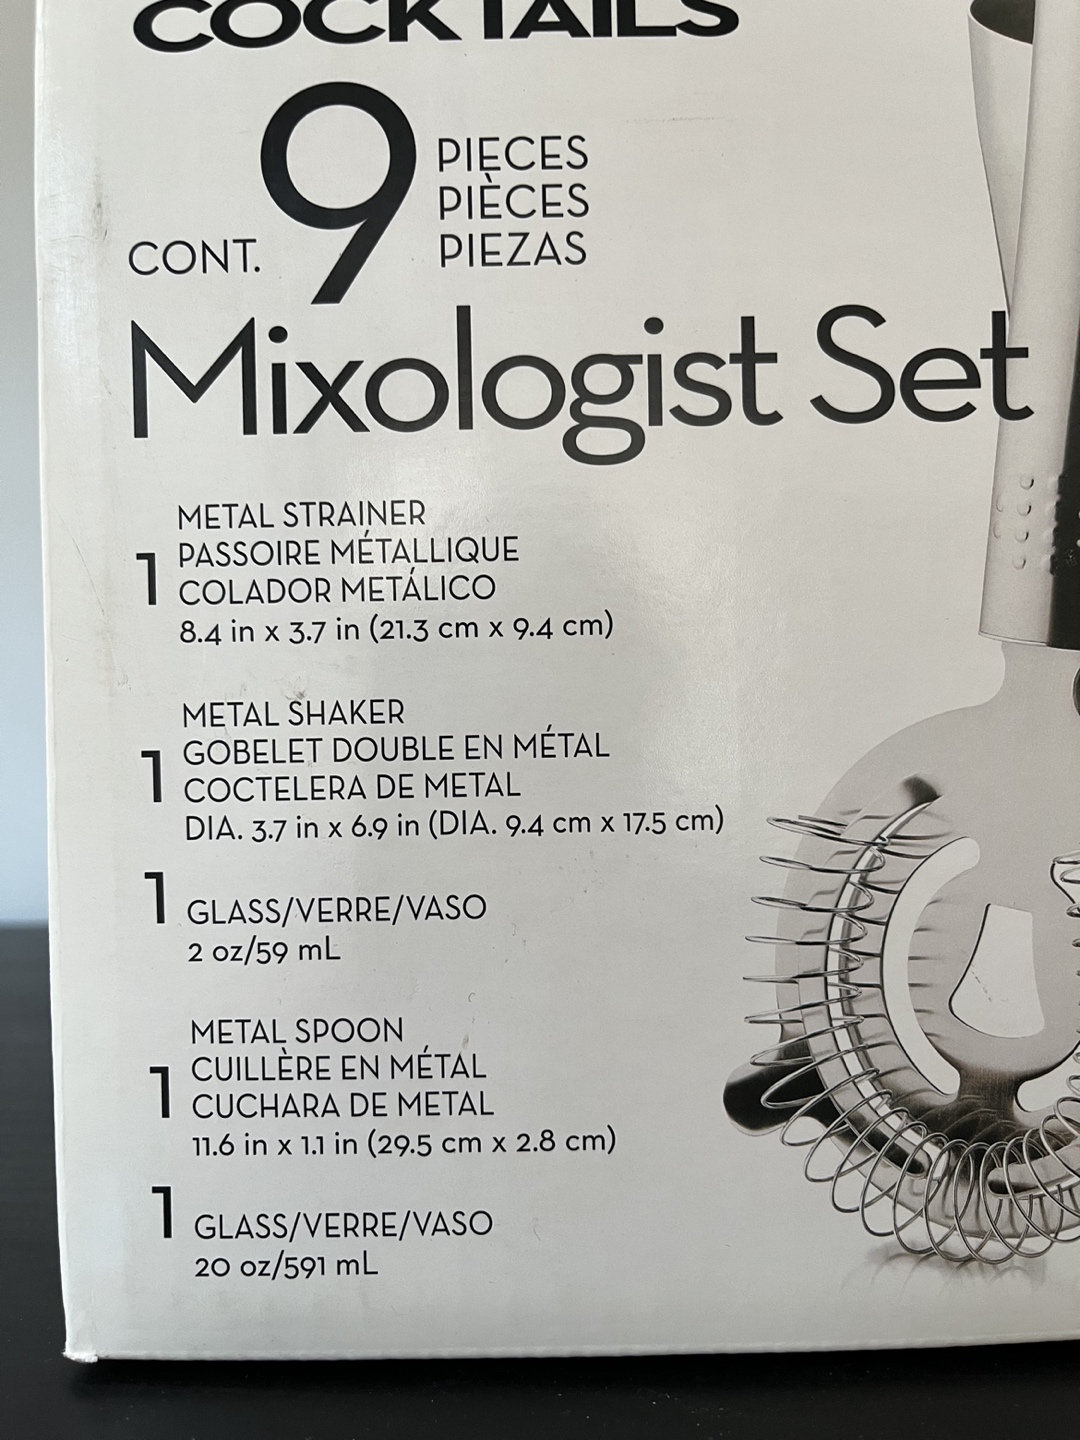 COCKTAILS
CONT. 9 PIECES
PIÈCES
PIEZAS
Mixologist Set
1 METAL STRAINER
PASSOIRE MÉTALLIQUE
COLADOR METÁLICO
8.4 in x 3.7 in (21.3 cm x 9.4 cm)
1 METAL SHAKER
GOBELET DOUBLE EN MÉTAL
COCTELERA DE METAL
DIA. 3.7 in x 6.9 in (DIA. 9.4 cm x 17.5 cm)
1 GLASS/VERRE/VASO
2 oz/59 mL
1 METAL SPOON
CUILLÈRE EN MÉTAL
CUCHARA DE METAL
11.6 in x 1.1 in (29.5 cm x 2.8 cm)
1 GLASS/VERRE/VASO
20 oz/591 mL